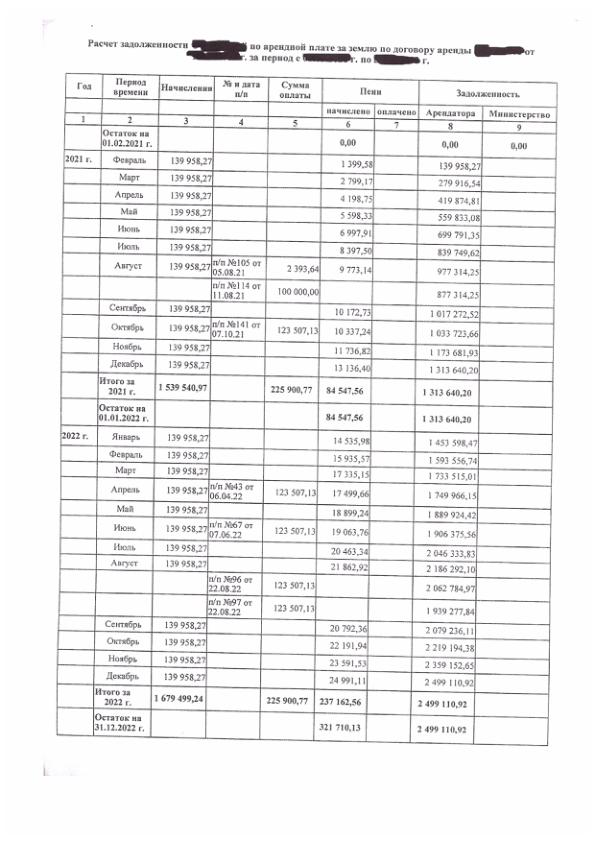 Расчет задолженности по арендной плате за землю по договору аренды от
г. за период с г. по г.
Год Период времени Начисления № и дата п/п Сумма оплаты Пени Задолженность
начислено оплачено Арендатора Министерство
1 2 3 4 5 6 7 8 9
Остаток на 01.02.2021 г. 0,00 0,00 0,00
2021 г. Февраль 139 958,27 1 399,58 139 958,27
Март 139 958,27 2 799,17 279 916,54
Апрель 139 958,27 4 198,75 419 874,81
Май 139 958,27 5 598,33 559 833,08
Июнь 139 958,27 6 997,91 699 791,35
Июль 139 958,27 8 397,50 839 749,62
Август 139 958,27 п/п №105 от 05.08.21 2 393,64 9 773,14 977 314,25
п/п №114 от 11.08.21 100 000,00 877 314,25
Сентябрь 139 958,27 10 172,73 1 017 272,52
Октябрь 139 958,27 п/п №141 от 07.10.21 123 507,13 10 337,24 1 033 723,66
Ноябрь 139 958,27 11 736,82 1 173 681,93
Декабрь 139 958,27 13 136,40 1 313 640,20
Итого за 2021 г. 1 539 540,97 225 900,77 84 547,56 1 313 640,20
Остаток на 01.01.2022 г. 84 547,56 1 313 640,20
2022 г. Январь 139 958,27 14 535,98 1 453 598,47
Февраль 139 958,27 15 935,57 1 593 556,74
Март 139 958,27 17 335,15 1 733 515,01
Апрель 139 958,27 п/п №43 от 06.04.22 123 507,13 17 499,66 1 749 966,15
Май 139 958,27 18 899,24 1 889 924,42
Июнь 139 958,27 п/п №67 от 07.06.22 123 507,13 19 063,76 1 906 375,56
Июль 139 958,27 20 463,34 2 046 333,83
Август 139 958,27 21 862,92 2 186 292,10
п/п №96 от 22.08.22 123 507,13 2 062 784,97
п/п №97 от 22.08.22 123 507,13 1 939 277,84
Сентябрь 139 958,27 20 792,36 2 079 236,11
Октябрь 139 958,27 22 191,94 2 219 194,38
Ноябрь 139 958,27 23 591,53 2 359 152,65
Декабрь 139 958,27 24 991,11 2 499 110,92
Итого за 2022 г. 1 679 499,24 225 900,77 237 162,56 2 499 110,92
Остаток на 31.12.2022 г. 321 710,13 2 499 110,92